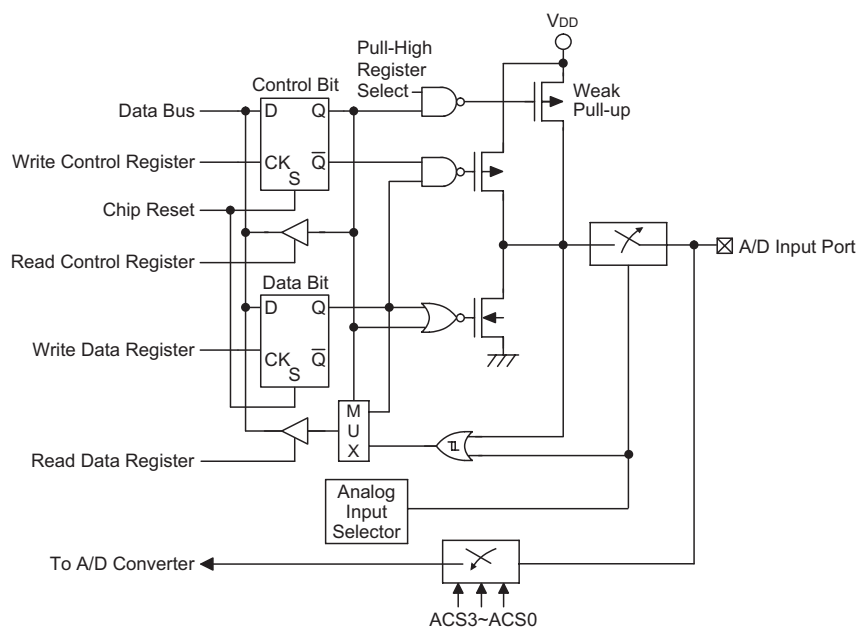 VDD
Pull-High
Register
Select
Control Bit
Weak
Pull-up
Data Bus
D
Q
Write Control Register
CK
Q̅
S
Chip Reset
Read Control Register
A/D Input Port
Data Bit
D
Q
Write Data Register
CK
Q̅
S
M
U
X
Read Data Register
Analog
Input
Selector
To A/D Converter
ACS3~ACS0